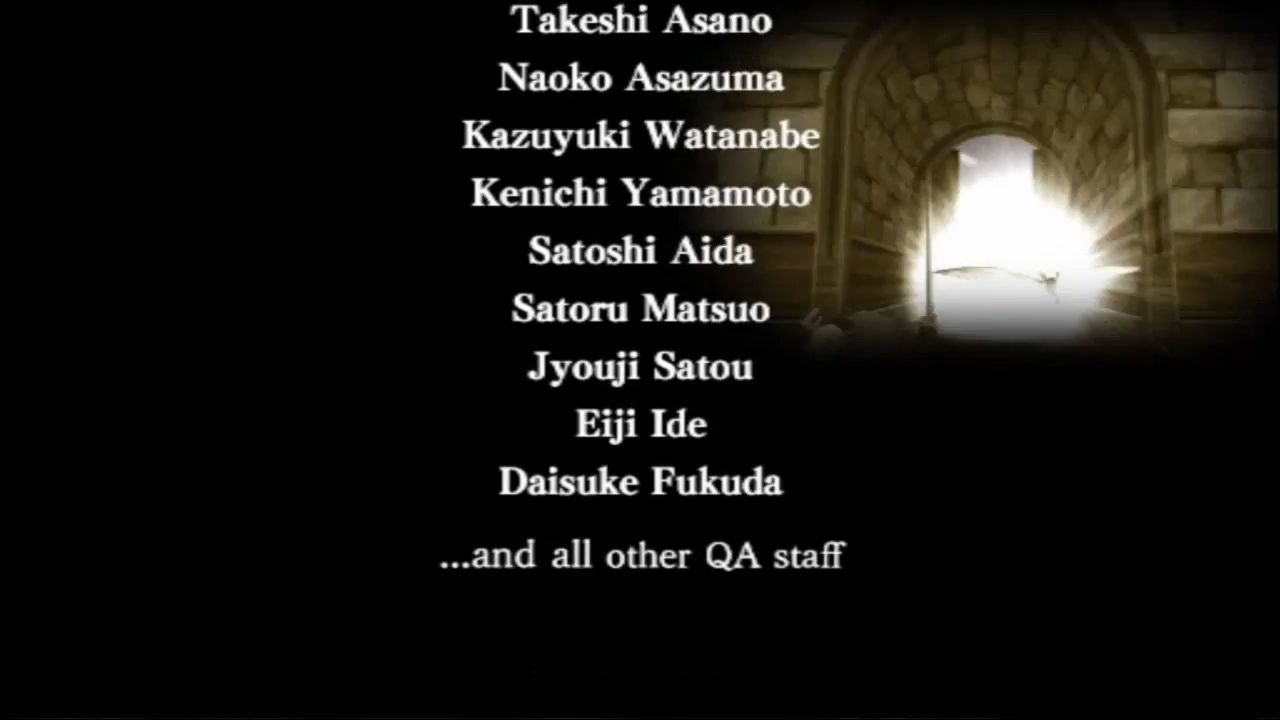 Takeshi Asano
Naoko Asazuma
Kazuyuki Watanabe
Kenichi Yamamoto
Satoshi Aida
Satoru Matsuo
Jyouji Satou
Eiji Ide
Daisuke Fukuda
...and all other QA staff